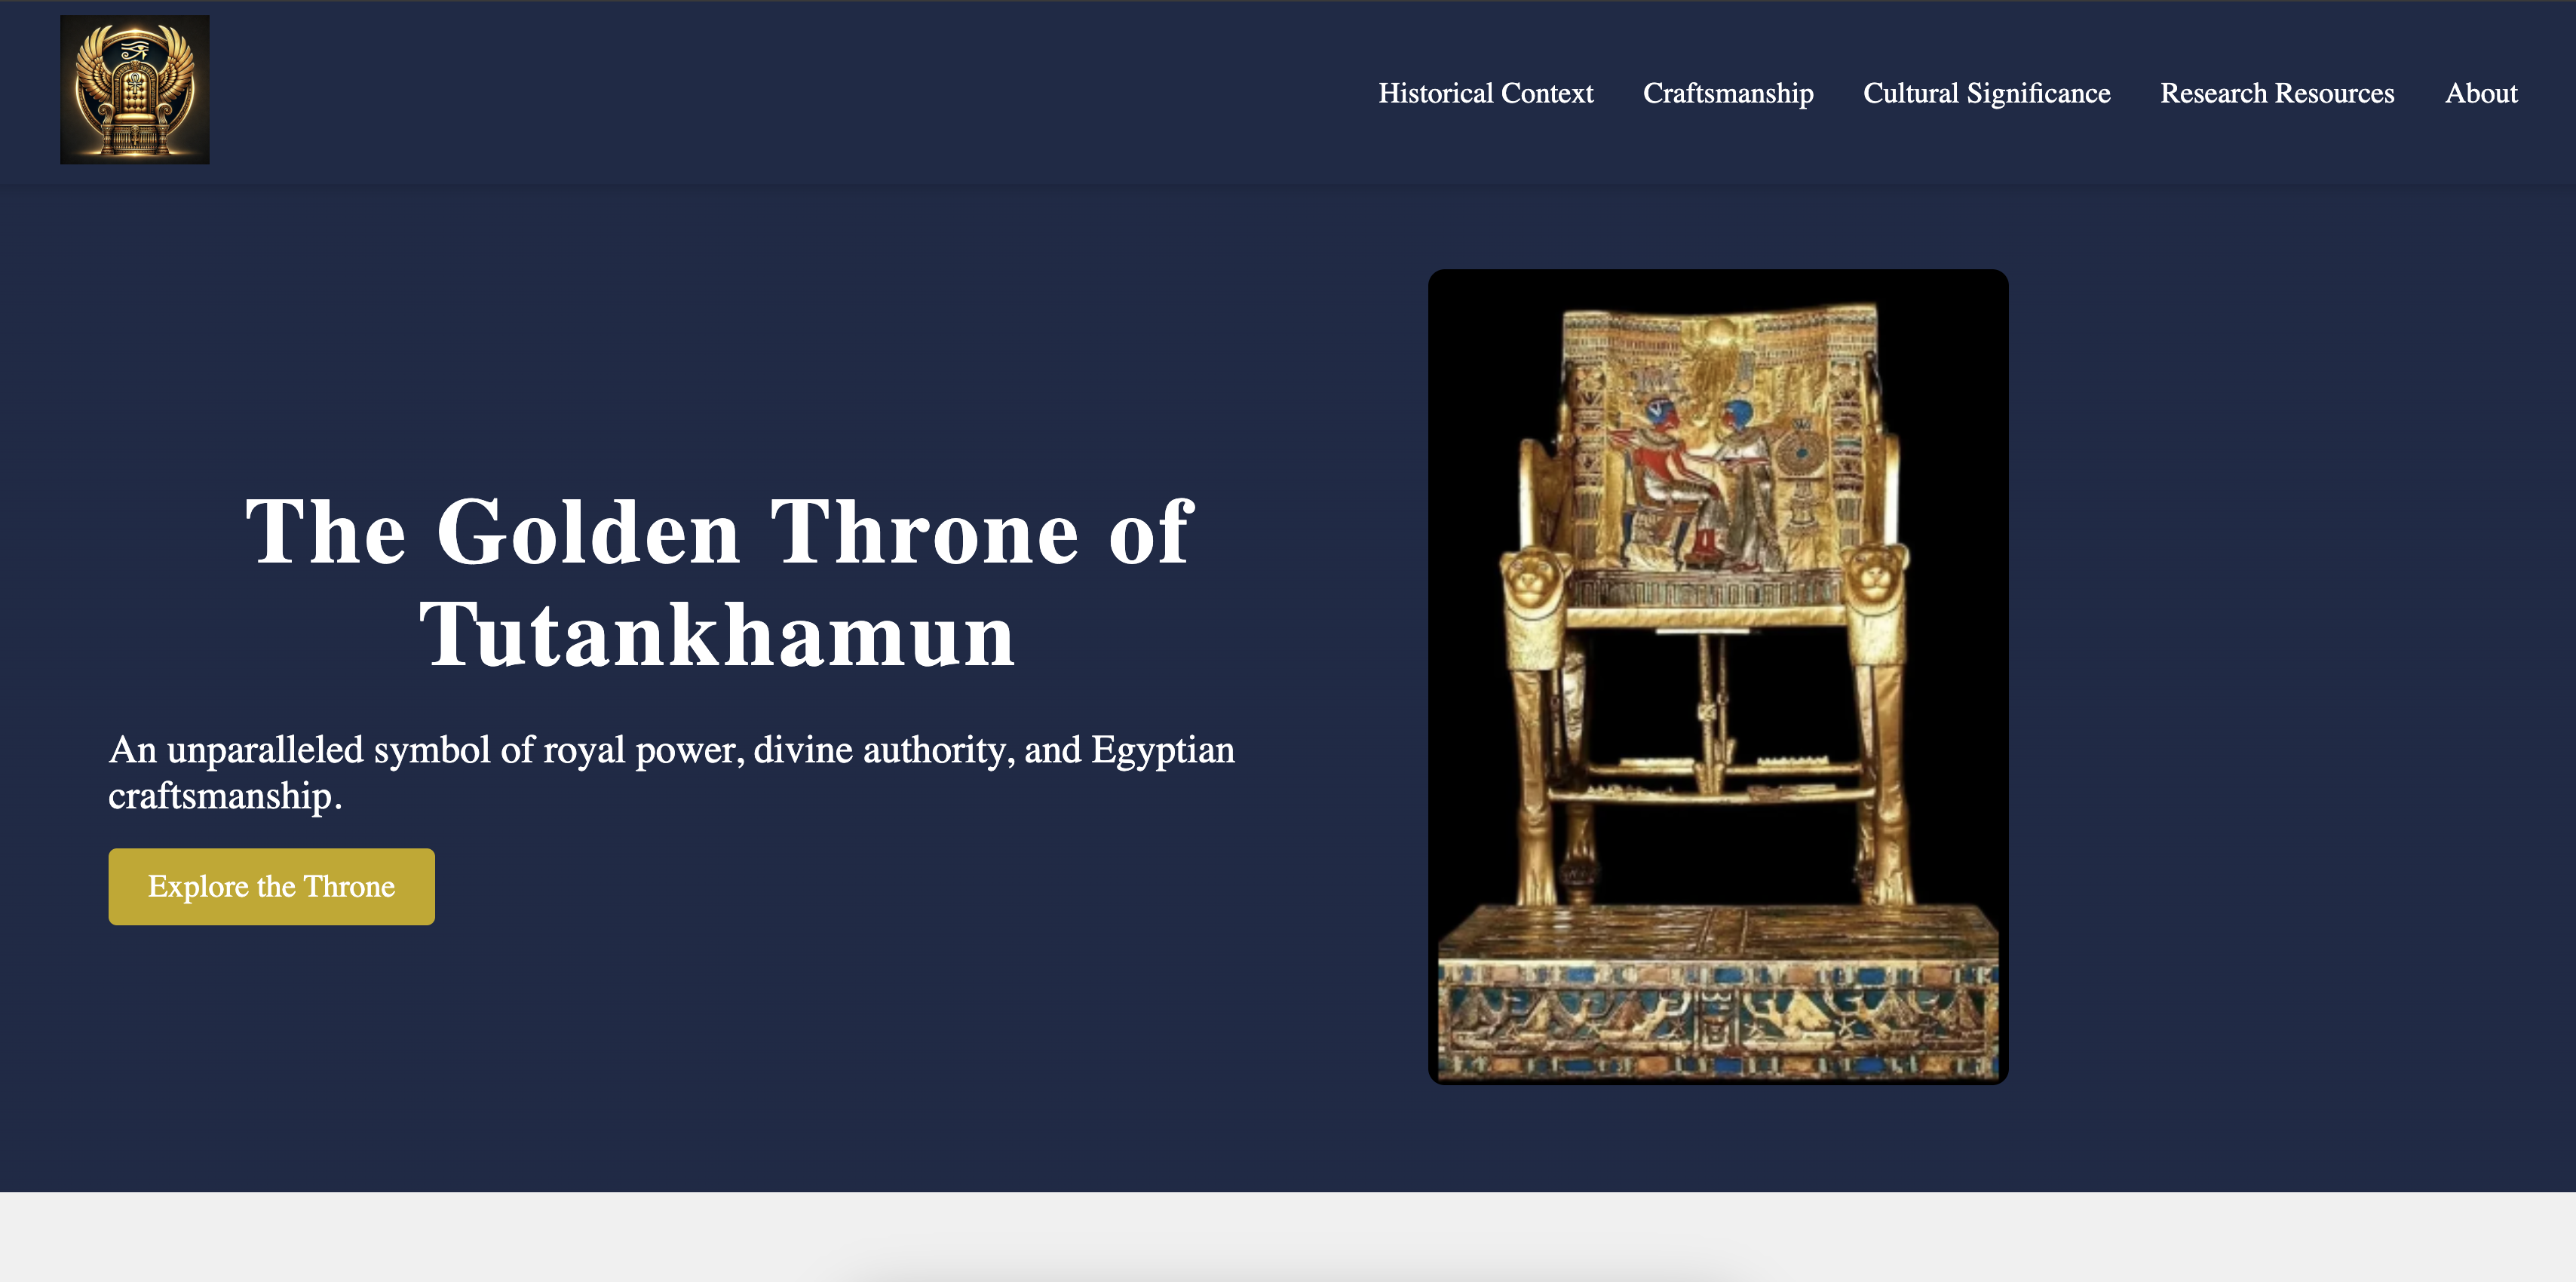 Historical Context Craftsmanship Cultural Significance Research Resources About
The Golden Throne of
Tutankhamun
An unparalleled symbol of royal power, divine authority, and Egyptian
craftsmanship.
Explore the Throne